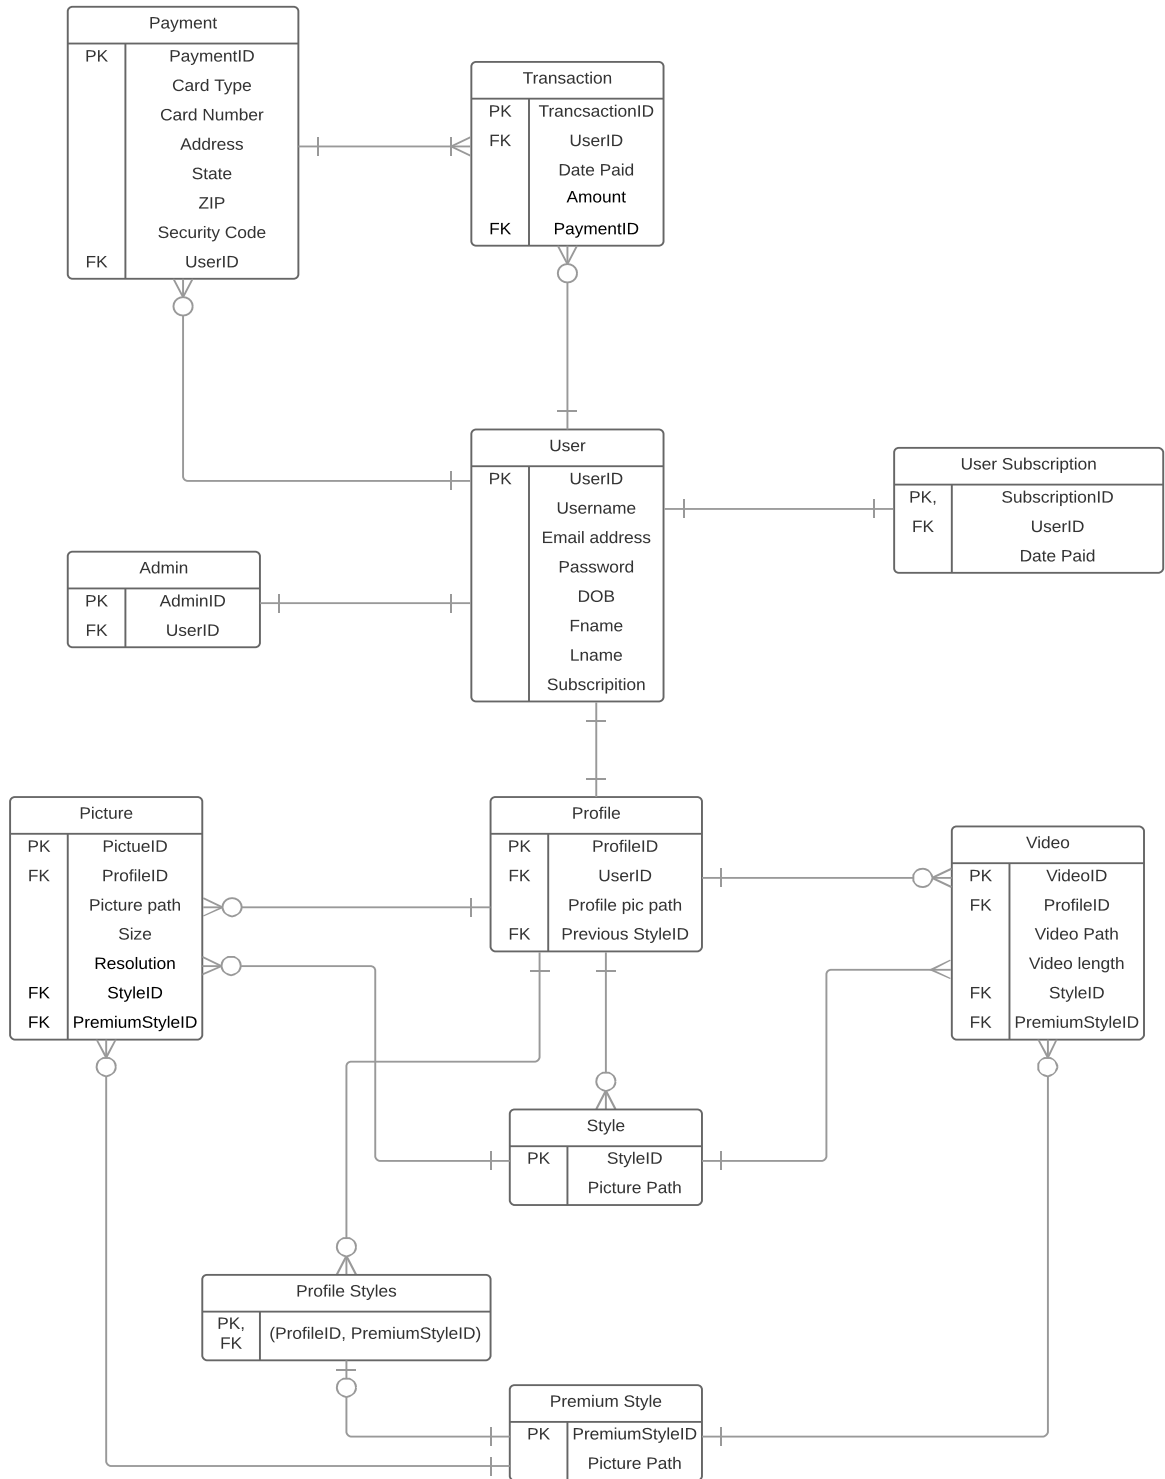 Payment
PK PaymentID
Card Type
Card Number
Address
State
ZIP
Security Code
FK UserID
Transaction
PK TrancsactionID
FK UserID
Date Paid
Amount
FK PaymentID
User
PK UserID
Username
Email address
Password
DOB
Fname
Lname
Subscripition
User Subscription
PK, SubscriptionID
FK UserID
Date Paid
Admin
PK AdminID
FK UserID
Picture
PK PictueID
FK ProfileID
Picture path
Size
Resolution
FK StyleID
FK PremiumStyleID
Profile
PK ProfileID
FK UserID
Profile pic path
FK Previous StyleID
Video
PK VideoID
FK ProfileID
Video Path
Video length
FK StyleID
FK PremiumStyleID
Style
PK StyleID
Picture Path
Profile Styles
PK,
FK
(ProfileID, PremiumStyleID)
Premium Style
PK PremiumStyleID
Picture Path